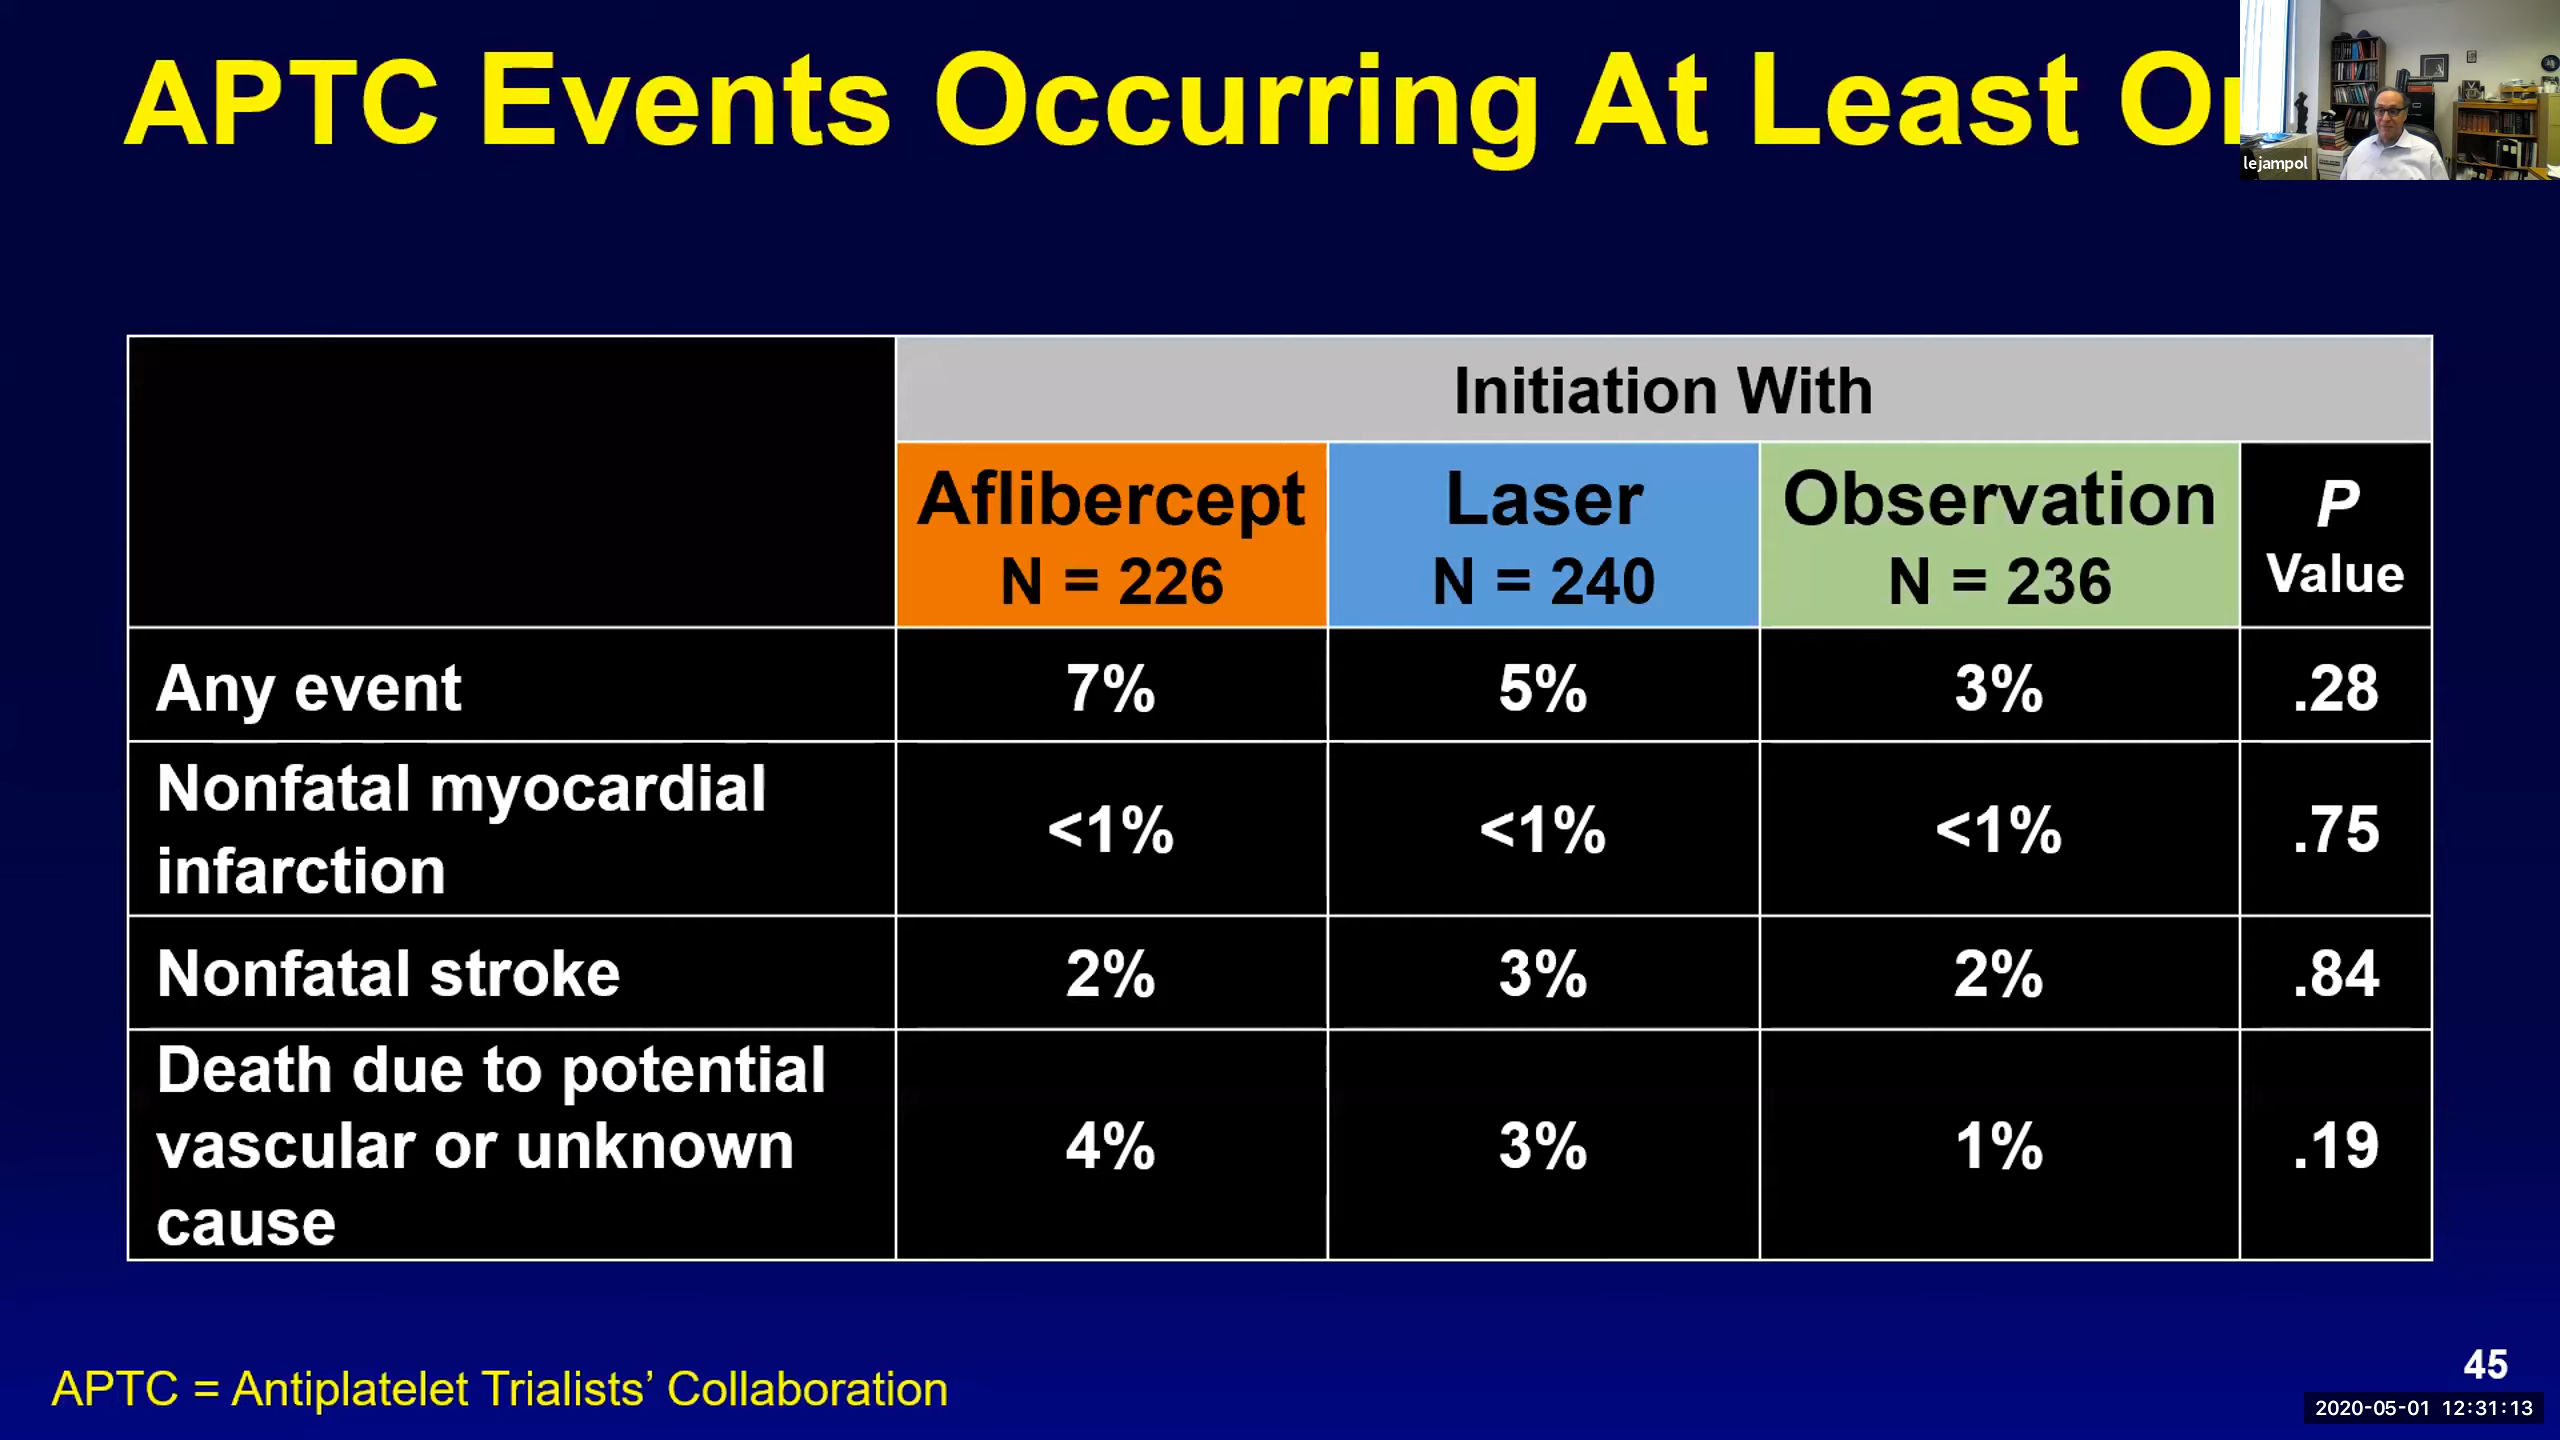 APTC Events Occurring At Least
lejampol
Initiation With
Aflibercept Laser Observation P
N = 226 N = 240 N = 236 Value
Any event 7% 5% 3% .28
Nonfatal myocardial
infarction <1% <1% <1% .75
Nonfatal stroke 2% 3% 2% .84
Death due to potential
vascular or unknown 4% 3% 1% .19
cause
45
APTC = Antiplatelet Trialists’ Collaboration
2020-05-01 12:31:13